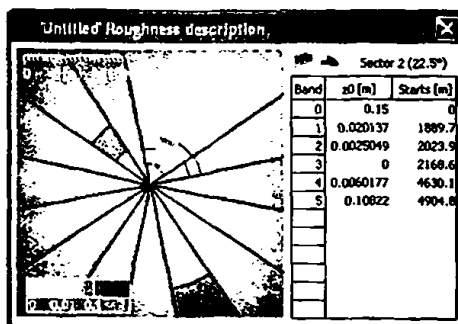 'Untitled' Roughness description
Sector 2 (22.5°)
Band z0 [m] Starts [m]
0 0.15 0
1 0.020137 1889.7
2 0.0025049 2023.9
3 0 2168.6
4 0.0060177 4630.1
5 0.10822 4904.8